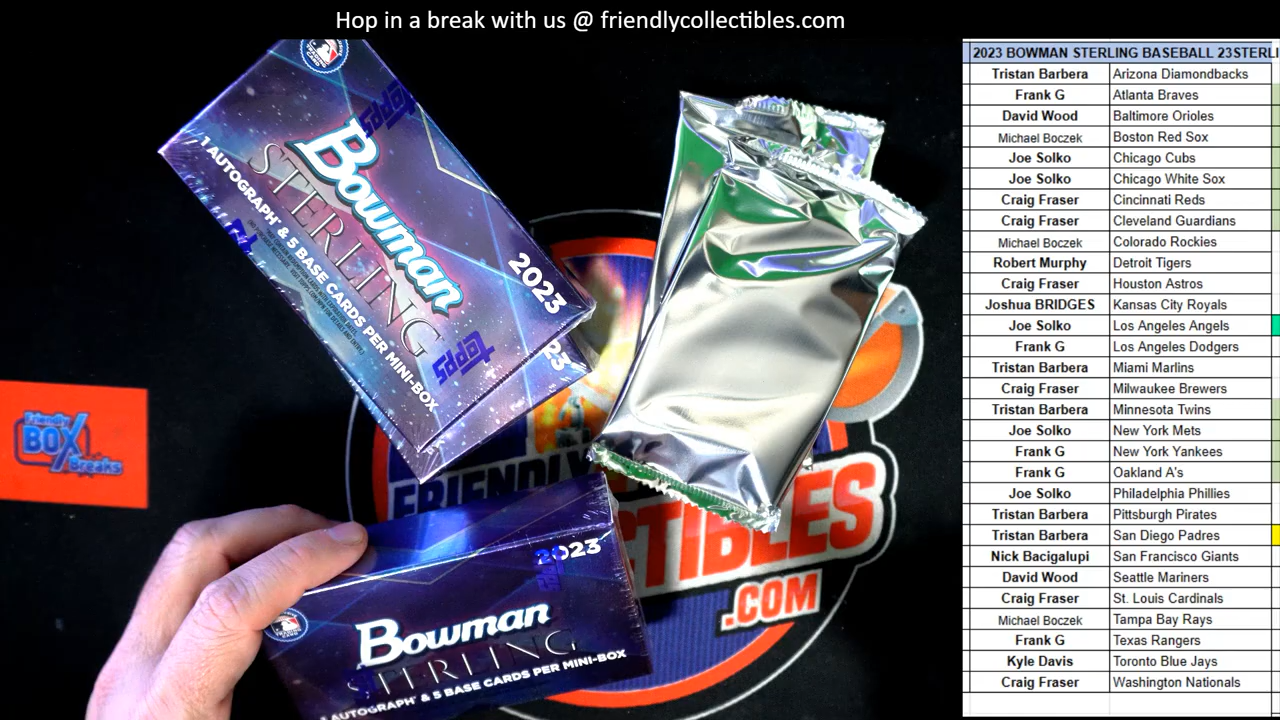 Hop in a break with us @ friendlycollectibles.com
Bowman
STERLING
1 AUTOGRAPH & 5 BASE CARDS PER MINI-BOX
2023
topps
topps
23
Friendly
BOX
Breaks
FRIENDLY
.COM
2023
topps
Bowman
STERLING
1 AUTOGRAPH & 5 BASE CARDS PER MINI-BOX
2023 BOWMAN STERLING BASEBALL 23STERLI
Tristan Barbera Arizona Diamondbacks
Frank G Atlanta Braves
David Wood Baltimore Orioles
Michael Boczek Boston Red Sox
Joe Solko Chicago Cubs
Joe Solko Chicago White Sox
Craig Fraser Cincinnati Reds
Craig Fraser Cleveland Guardians
Michael Boczek Colorado Rockies
Robert Murphy Detroit Tigers
Craig Fraser Houston Astros
Joshua BRIDGES Kansas City Royals
Joe Solko Los Angeles Angels
Frank G Los Angeles Dodgers
Tristan Barbera Miami Marlins
Craig Fraser Milwaukee Brewers
Tristan Barbera Minnesota Twins
Joe Solko New York Mets
Frank G New York Yankees
Frank G Oakland A's
Joe Solko Philadelphia Phillies
Tristan Barbera Pittsburgh Pirates
Tristan Barbera San Diego Padres
Nick Bacigalupi San Francisco Giants
David Wood Seattle Mariners
Craig Fraser St. Louis Cardinals
Michael Boczek Tampa Bay Rays
Frank G Texas Rangers
Kyle Davis Toronto Blue Jays
Craig Fraser Washington Nationals